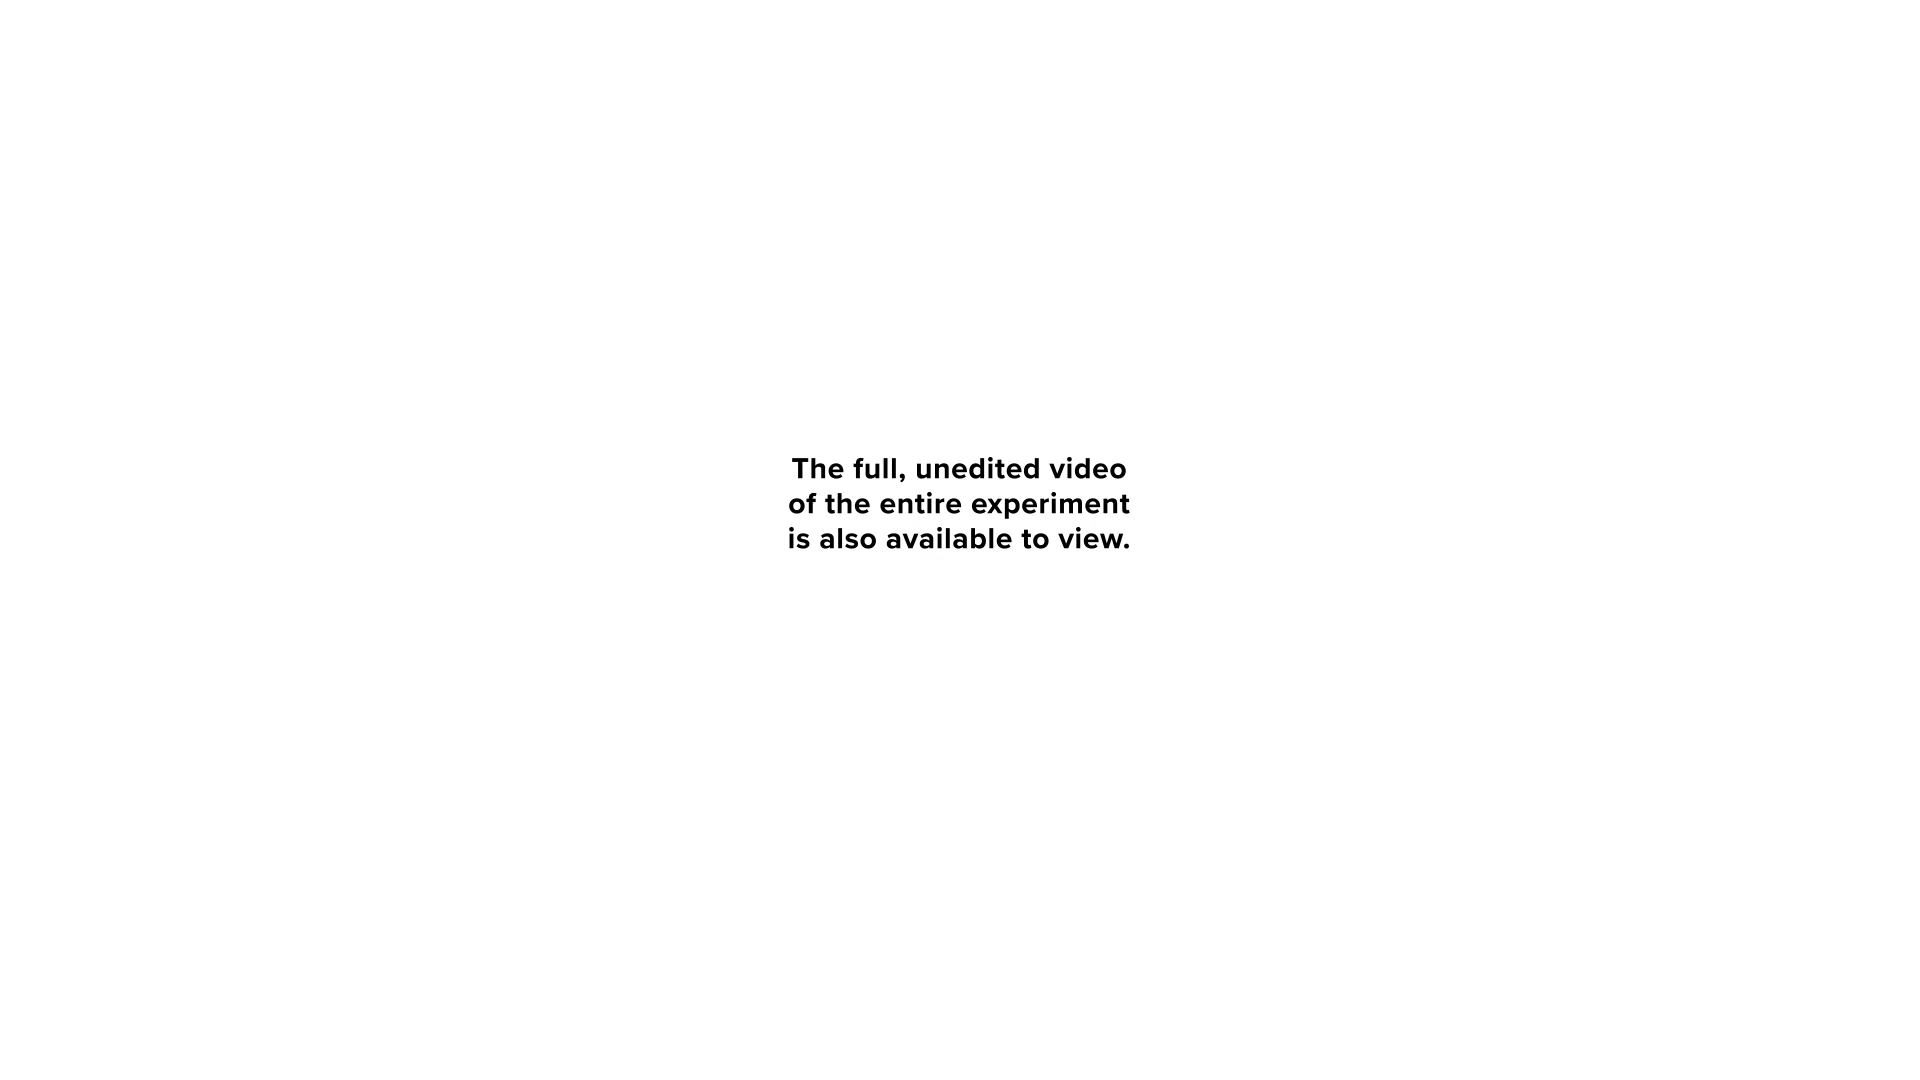 The full, unedited video
of the entire experiment
is also available to view.